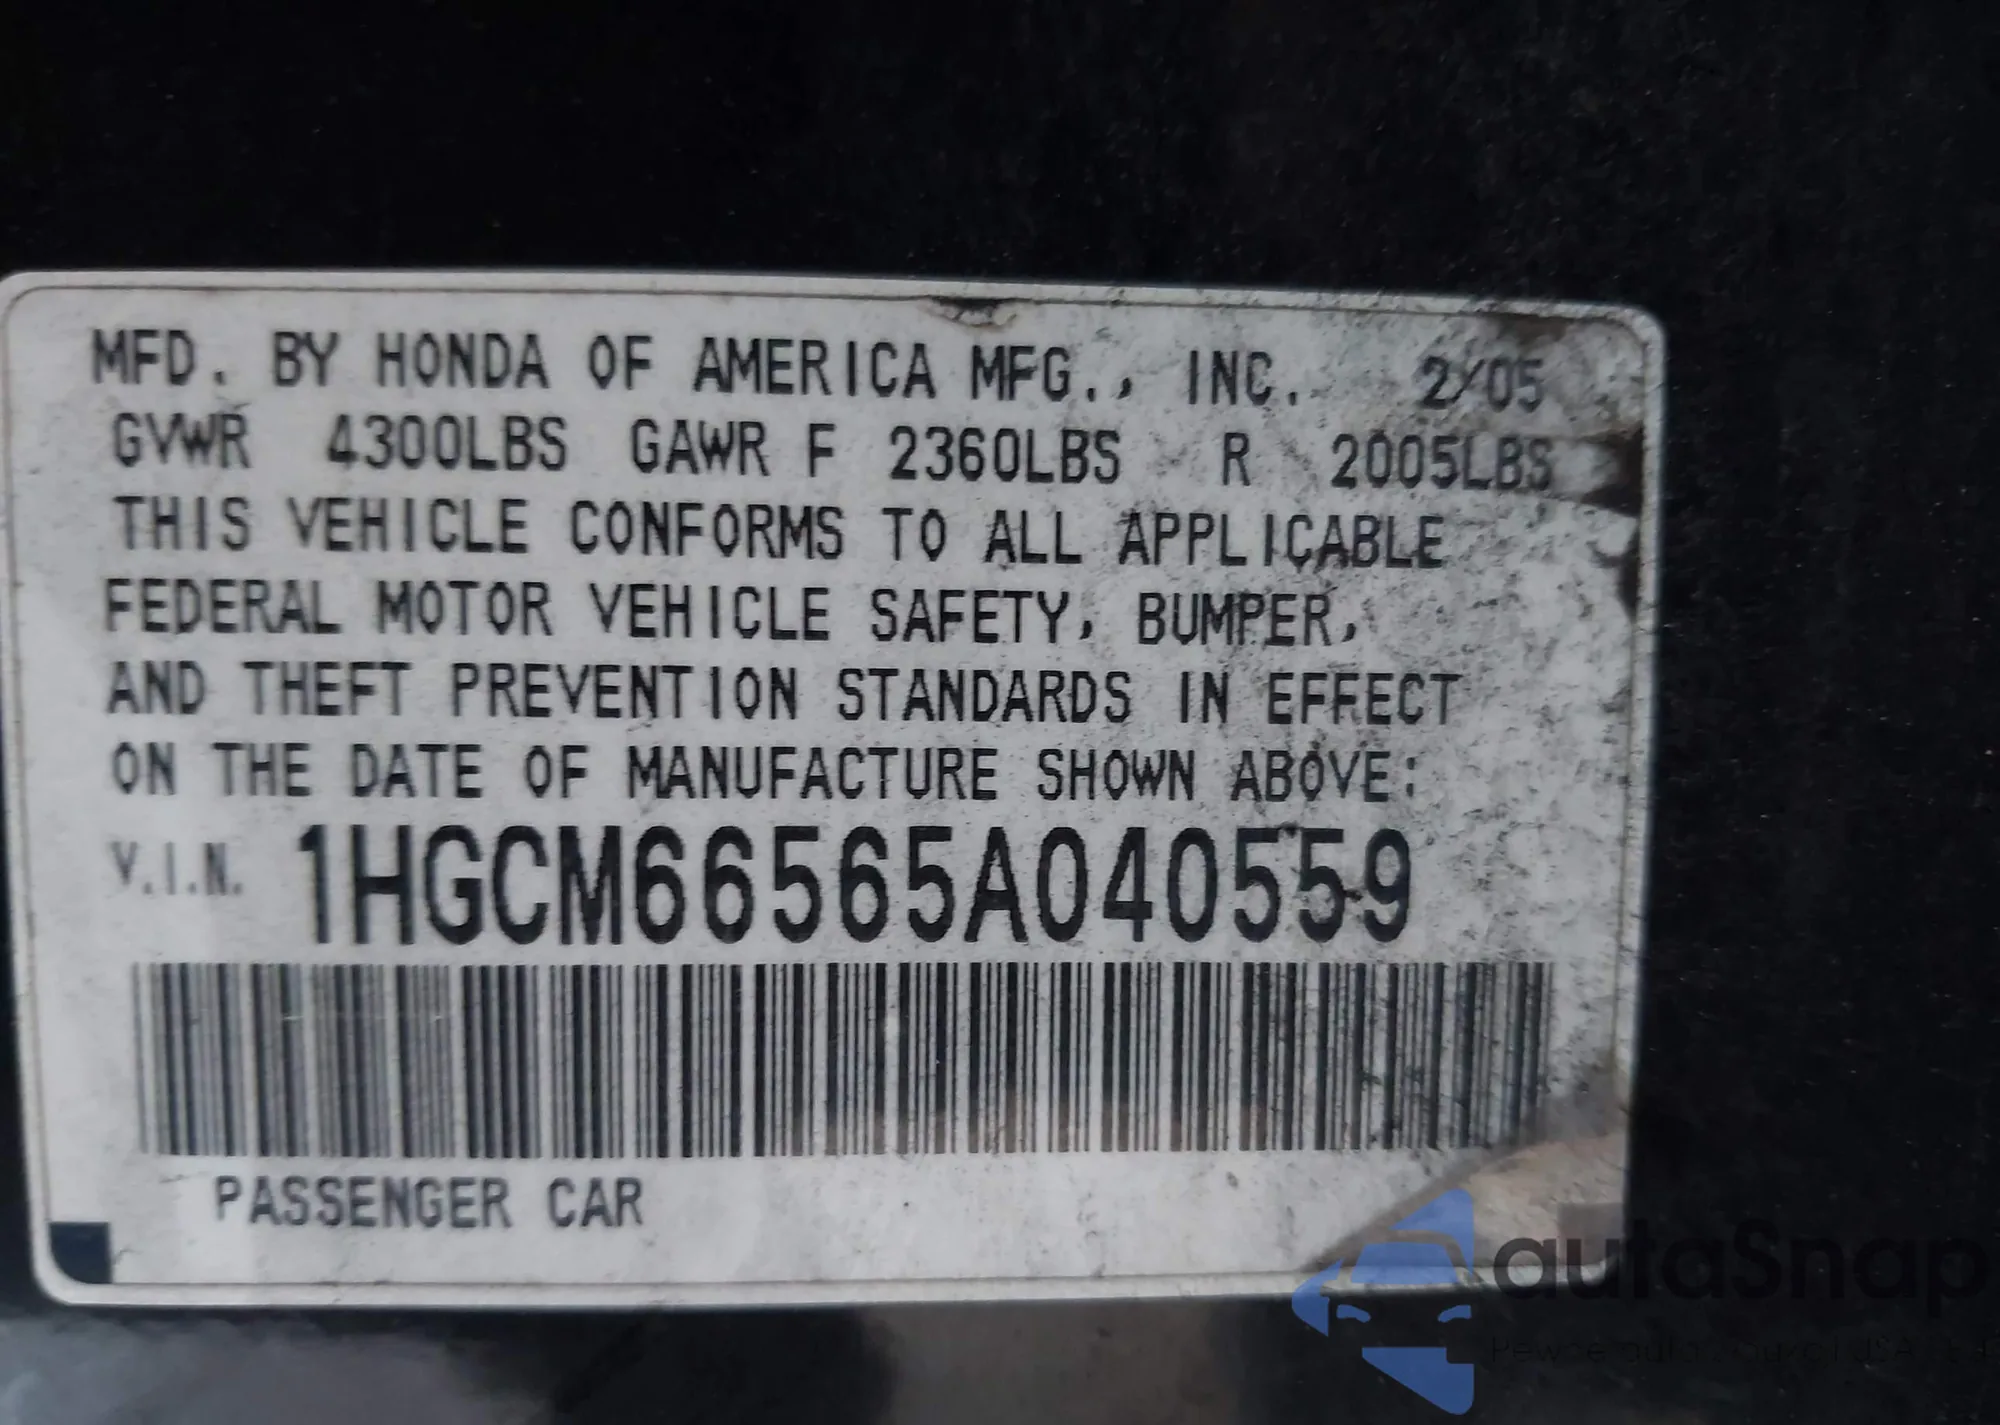 MFD. BY HONDA OF AMERICA MFG., INC. 2/05
GVWR 4300LBS GAWR F 2360LBS R 2005LBS
THIS VEHICLE CONFORMS TO ALL APPLICABLE
FEDERAL MOTOR VEHICLE SAFETY, BUMPER,
AND THEFT PREVENTION STANDARDS IN EFFECT
ON THE DATE OF MANUFACTURE SHOWN ABOVE:
V.I.N. 1HGCM66565A040559
PASSENGER CAR
autaSnap